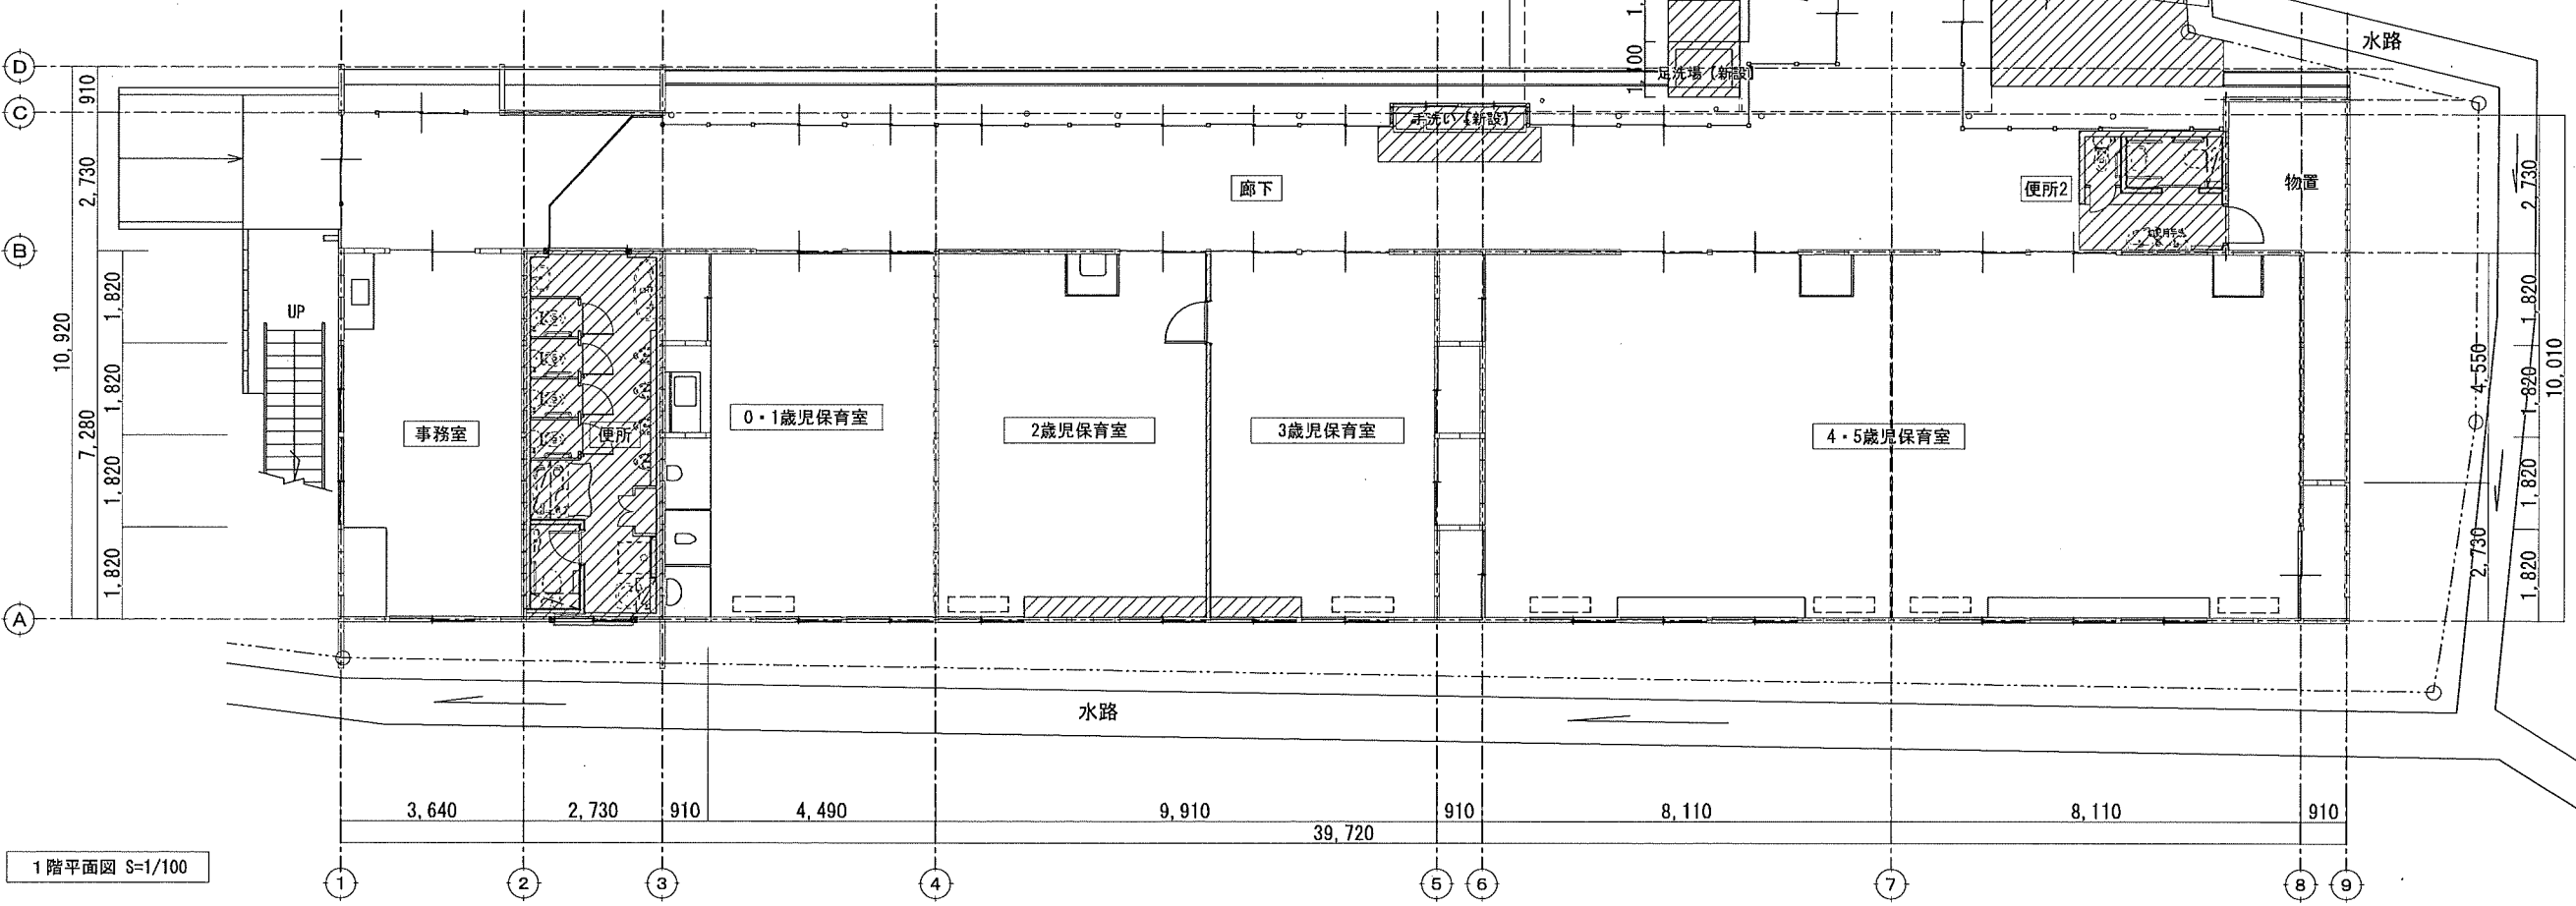 水路
D
足洗場【新設】
910
C
手洗い【新設】
2,730
廊下
便所2
物置
2,730
B
1,820
UP
1,820
10,920
4,550
1,820
1,820
10,010
7,280
事務室
便所
0・1歳児保育室
2歳児保育室
3歳児保育室
4・5歳児保育室
1,820
1,820
1,820
2,730
1,820
A
水路
3,640
2,730
910
4,490
9,910
910
8,110
8,110
910
39,720
1階平面図 S=1/100
1
2
3
4
5
6
7
8
9